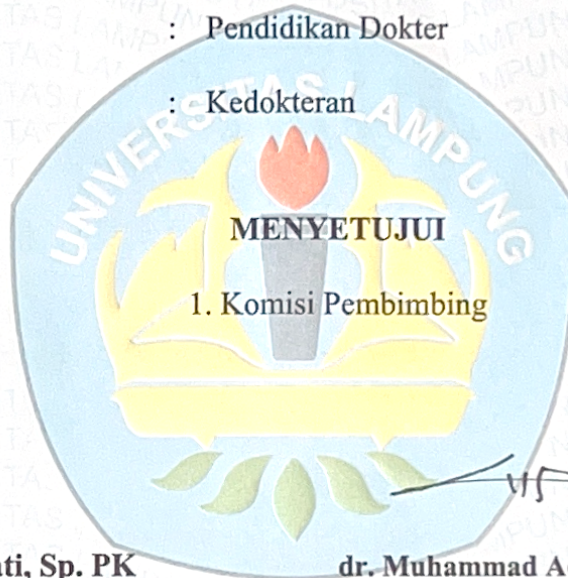 : Pendidikan Dokter
: Kedokteran
UNIVERSITAS LAMPUNG
MENYETUJUI
1. Komisi Pembimbing
ati, Sp. PK dr. Muhammad A